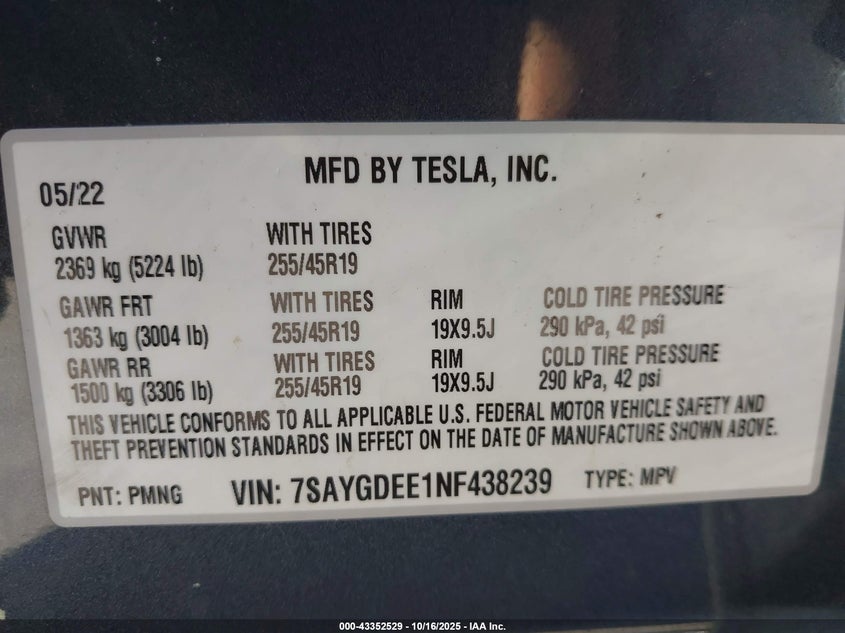 MFD BY TESLA, INC.
05/22
GVWR WITH TIRES
2369 kg (5224 lb) 255/45R19
GAWR FRT WITH TIRES RIM COLD TIRE PRESSURE
1363 kg (3004 lb) 255/45R19 19X9.5J 290 kPa, 42 psi
GAWR RR WITH TIRES RIM COLD TIRE PRESSURE
1500 kg (3306 lb) 255/45R19 19X9.5J 290 kPa, 42 psi
THIS VEHICLE CONFORMS TO ALL APPLICABLE U.S. FEDERAL MOTOR VEHICLE SAFETY AND
THEFT PREVENTION STANDARDS IN EFFECT ON THE DATE OF MANUFACTURE SHOWN ABOVE.
PNT: PMNG VIN: 7SAYGDEE1NF438239 TYPE: MPV
000-43352529 - 10/16/2025 - IAA Inc.